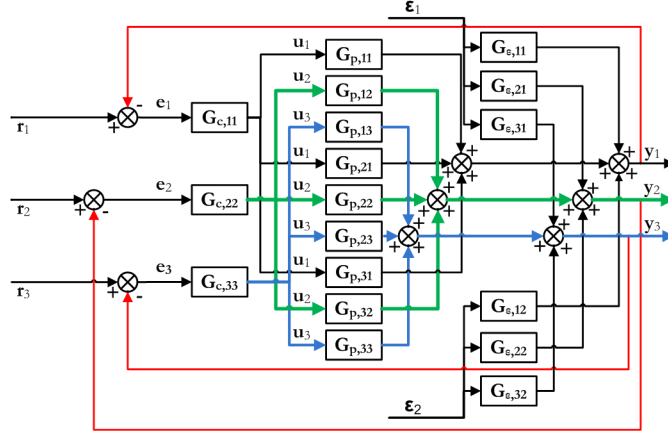 ε1
u1 Gp,11 Gε,11
u2 Gp,12
Gε,21
- u3 Gp,13 Gε,31
r1 + e1 Gc,11
u1 Gp,21 + + + + y1
r2 + - e2 Gc,22 u2 Gp,22 + + + + y2
u3 Gp,23 + + + + y3
r3 + - e3 Gc,33 u1 Gp,31
u2 Gp,32 Gε,12
u3 Gp,33 Gε,22
Gε,32
ε2